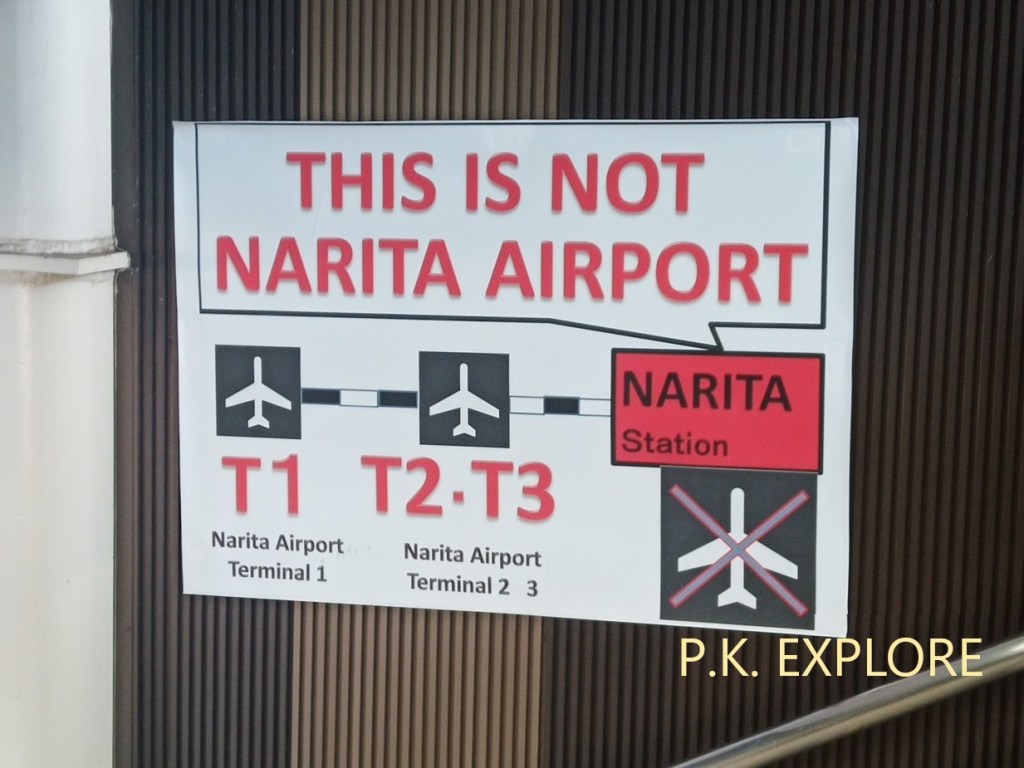 THIS IS NOT
NARITA AIRPORT
NARITA
Station
T1
T2·T3
Narita Airport
Terminal 1
Narita Airport
Terminal 2 3
P.K. EXPLORE